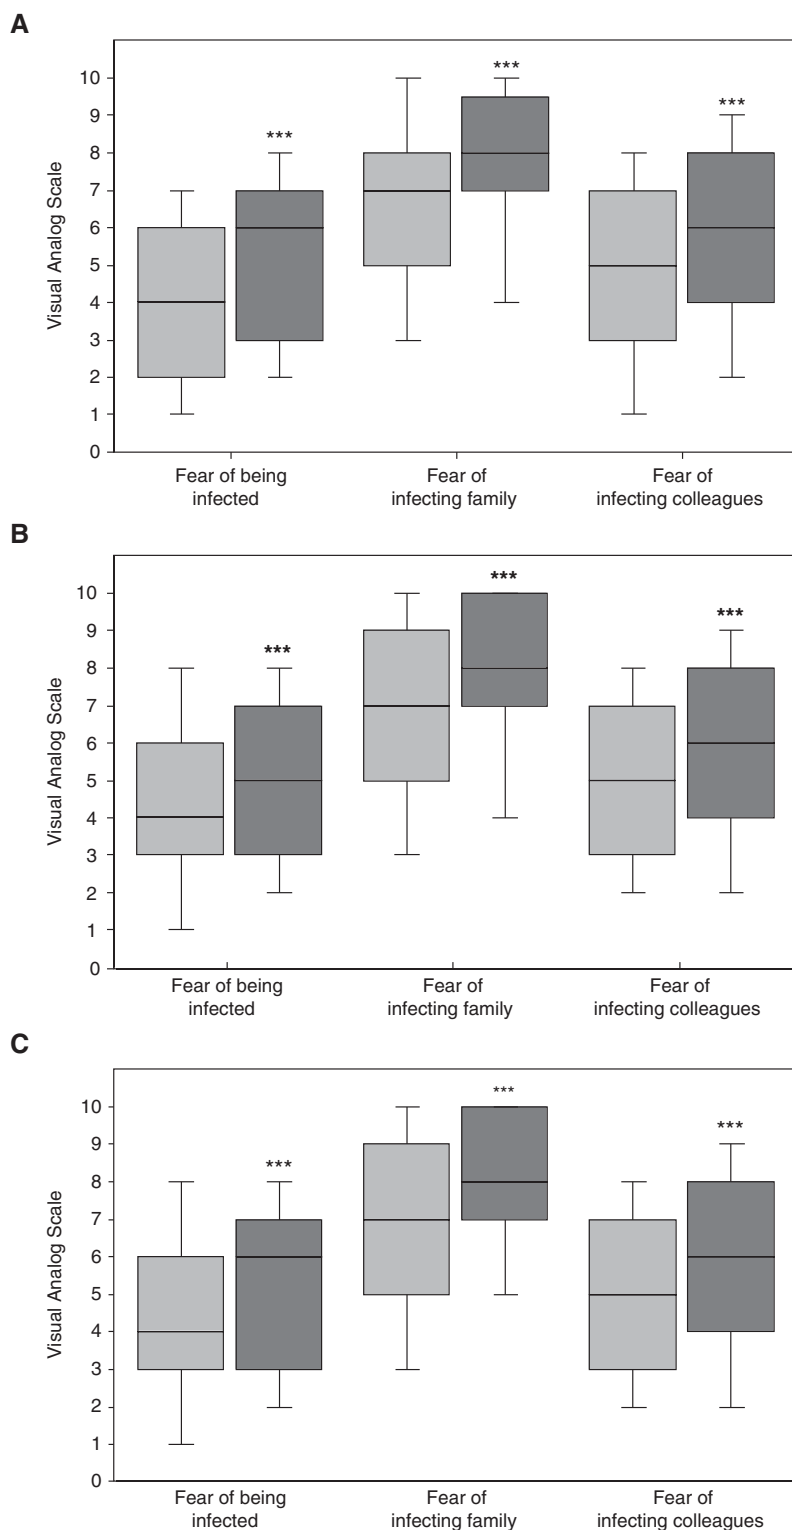 A
Visual Analog Scale
10
9
8
7
6
5
4
3
2
1
0
***
***
***
Fear of being
infected
Fear of
infecting family
Fear of
infecting colleagues
B
Visual Analog Scale
10
9
8
7
6
5
4
3
2
1
0
***
***
***
Fear of being
infected
Fear of
infecting family
Fear of
infecting colleagues
C
Visual Analog Scale
10
9
8
7
6
5
4
3
2
1
0
***
***
***
Fear of being
infected
Fear of
infecting family
Fear of
infecting colleagues